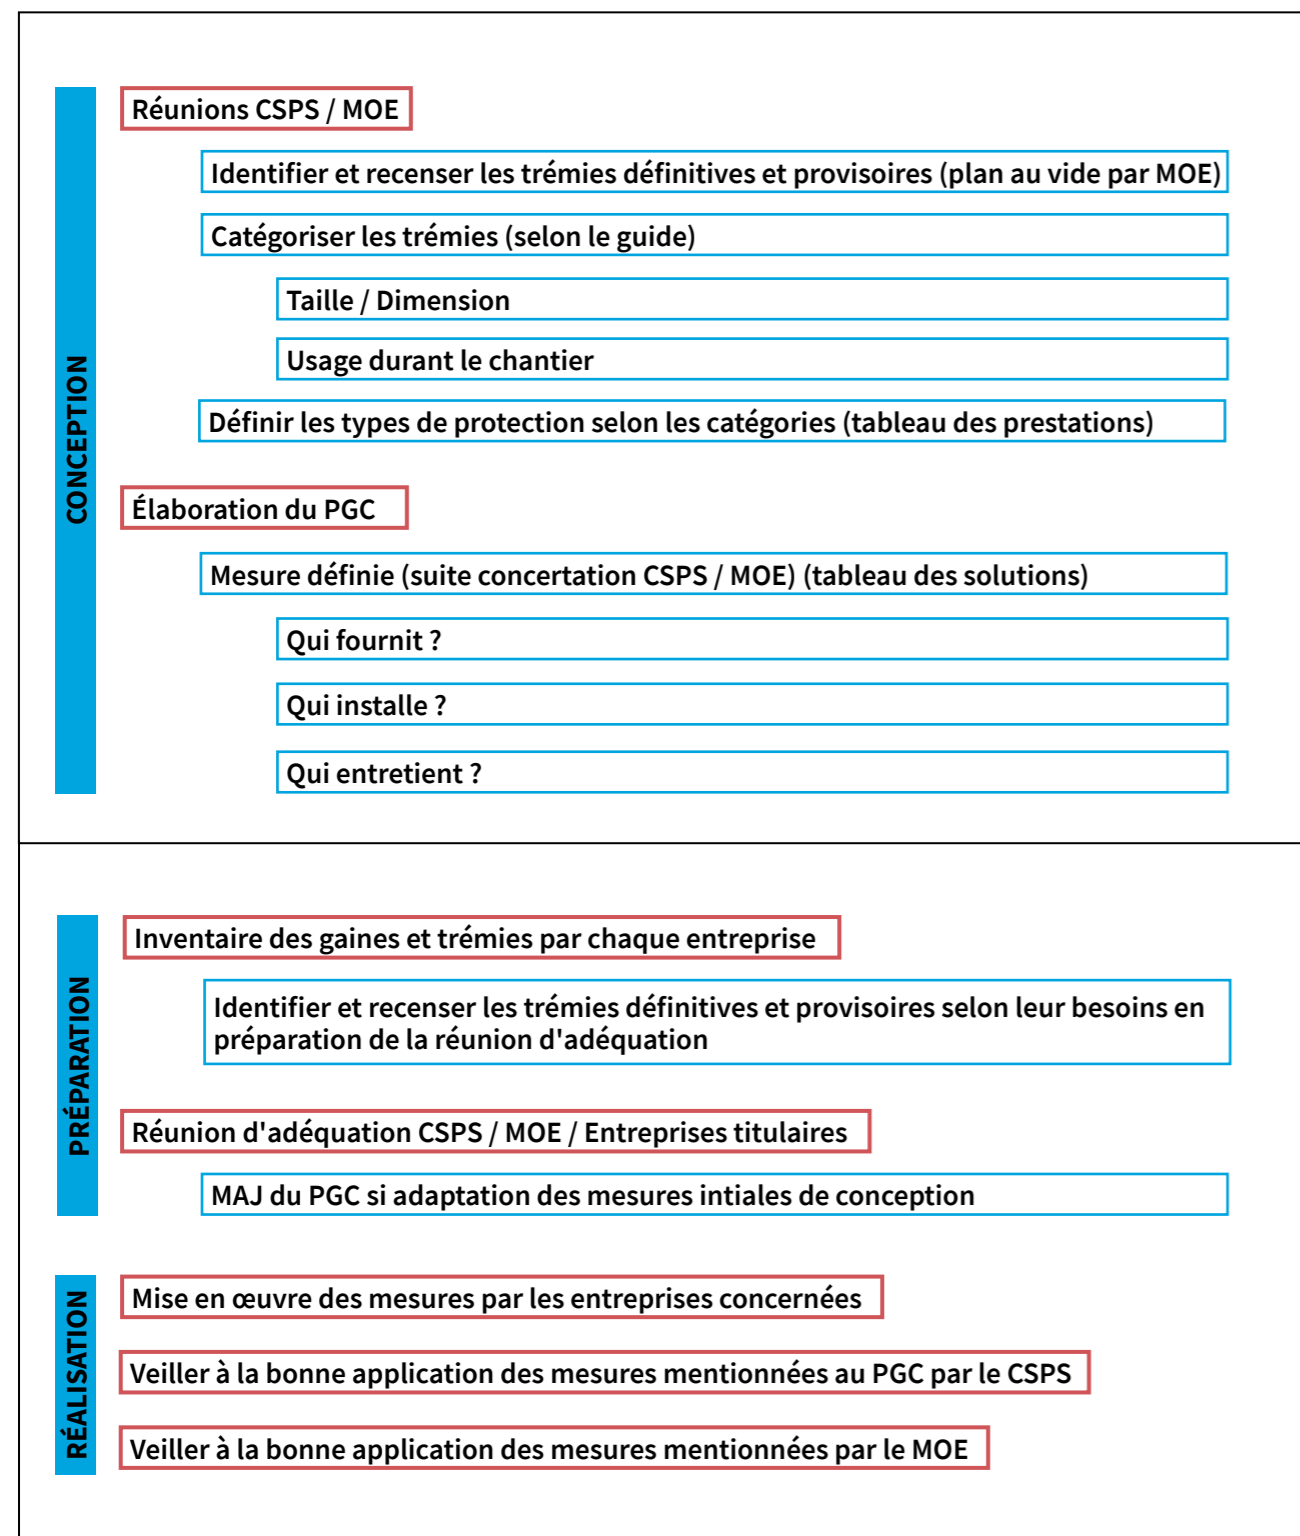 CONCEPTION
Réunions CSPS / MOE
Identifier et recenser les trémies définitives et provisoires (plan au vide par MOE)
Catégoriser les trémies (selon le guide)
Taille / Dimension
Usage durant le chantier
Définir les types de protection selon les catégories (tableau des prestations)
Élaboration du PGC
Mesure définie (suite concertation CSPS / MOE) (tableau des solutions)
Qui fournit ?
Qui installe ?
Qui entretient ?
PRÉPARATION
Inventaire des gaines et trémies par chaque entreprise
Identifier et recenser les trémies définitives et provisoires selon leur besoins en
préparation de la réunion d'adéquation
Réunion d'adéquation CSPS / MOE / Entreprises titulaires
MAJ du PGC si adaptation des mesures intiales de conception
RÉALISATION
Mise en œuvre des mesures par les entreprises concernées
Veiller à la bonne application des mesures mentionnées au PGC par le CSPS
Veiller à la bonne application des mesures mentionnées par le MOE